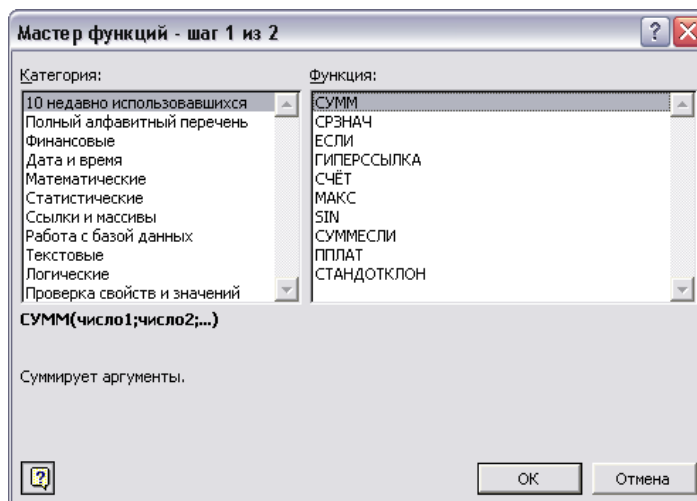 Мастер функций - шаг 1 из 2
Категория:
10 недавно использовавшихся
Полный алфавитный перечень
Финансовые
Дата и время
Математические
Статистические
Ссылки и массивы
Работа с базой данных
Текстовые
Логические
Проверка свойств и значений
Функция:
СУММ
СРЗНАЧ
ЕСЛИ
ГИПЕРССЫЛКА
СЧЁТ
МАКС
SIN
СУММЕСЛИ
ППЛАТ
СТАНДОТКЛОН
СУММ(число1;число2;...)
Суммирует аргументы.
ОК
Отмена